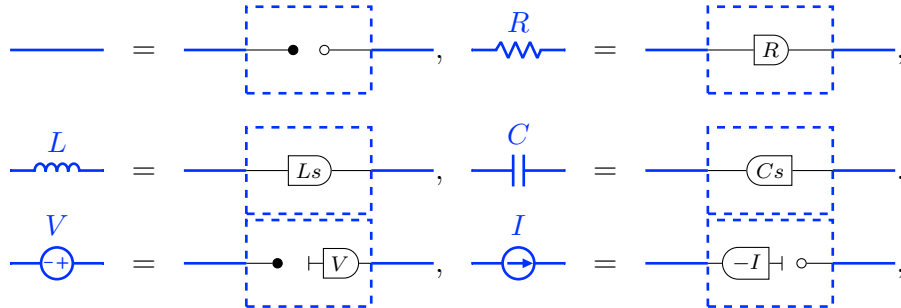 = , R = R ,
L = Ls , C = Cs .
V -+ = V , I = -I ,